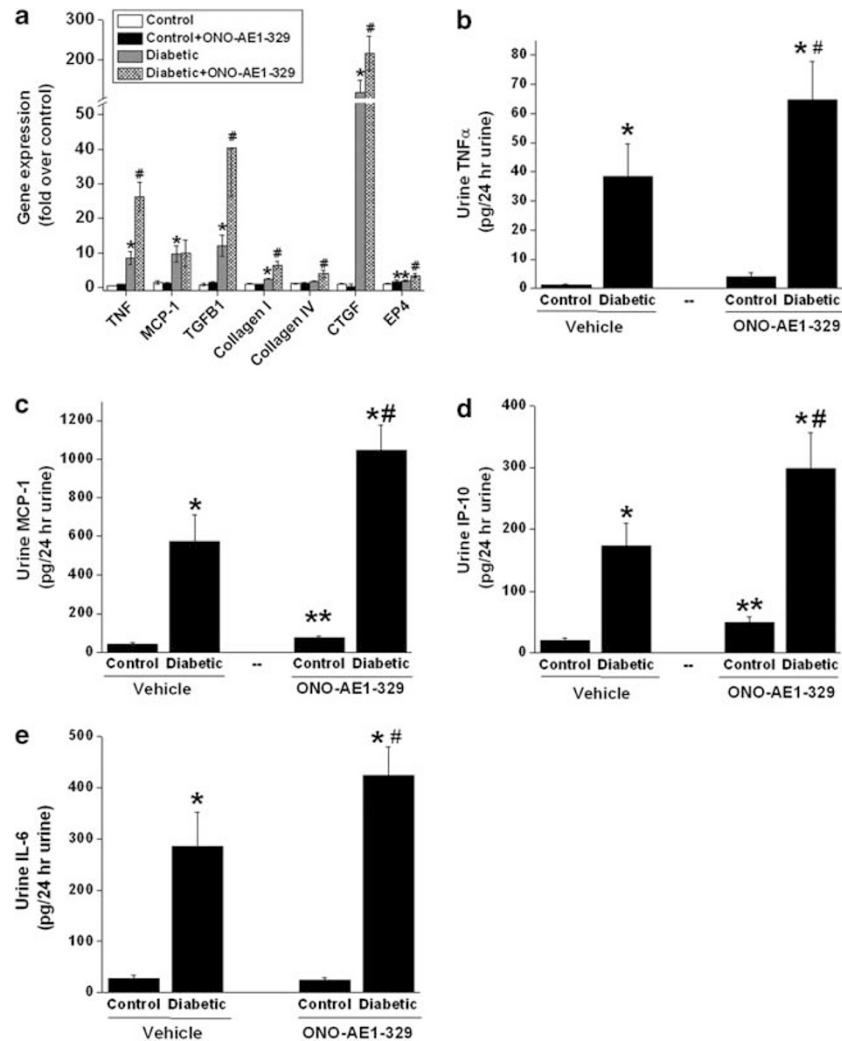 a
Control
Control+ONO-AE1-329
Diabetic
Diabetic+ONO-AE1-329
Gene expression
(fold over control)
300
200
100
50
40
30
20
10
0
*
#
*
*
#
*
#
#
*
#
**
#
TNF
MCP-1
TGFB1
Collagen I
Collagen IV
CTGF
EP4
b
Urine TNFα
(pg/24 hr urine)
80
70
60
50
40
30
20
10
0
*
* #
Control Diabetic -- Control Diabetic
Vehicle ONO-AE1-329
c
Urine MCP-1
(pg/24 hr urine)
1200
1000
800
600
400
200
0
*
**
*#
Control Diabetic -- Control Diabetic
Vehicle ONO-AE1-329
d
Urine IP-10
(pg/24 hr urine)
400
300
200
100
0
*
**
*#
Control Diabetic -- Control Diabetic
Vehicle ONO-AE1-329
e
Urine IL-6
(pg/24 hr urine)
500
400
300
200
100
0
*
* #
Control Diabetic Control Diabetic
Vehicle ONO-AE1-329